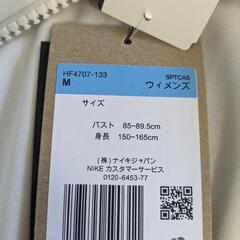 HF4707-133
SPTCAS
M
ウィメンズ
サイズ
バスト 85~89.5cm
身長 150~165cm
(株)ナイキジャパン
NIKE カスタマーサービス
0120-6453-77